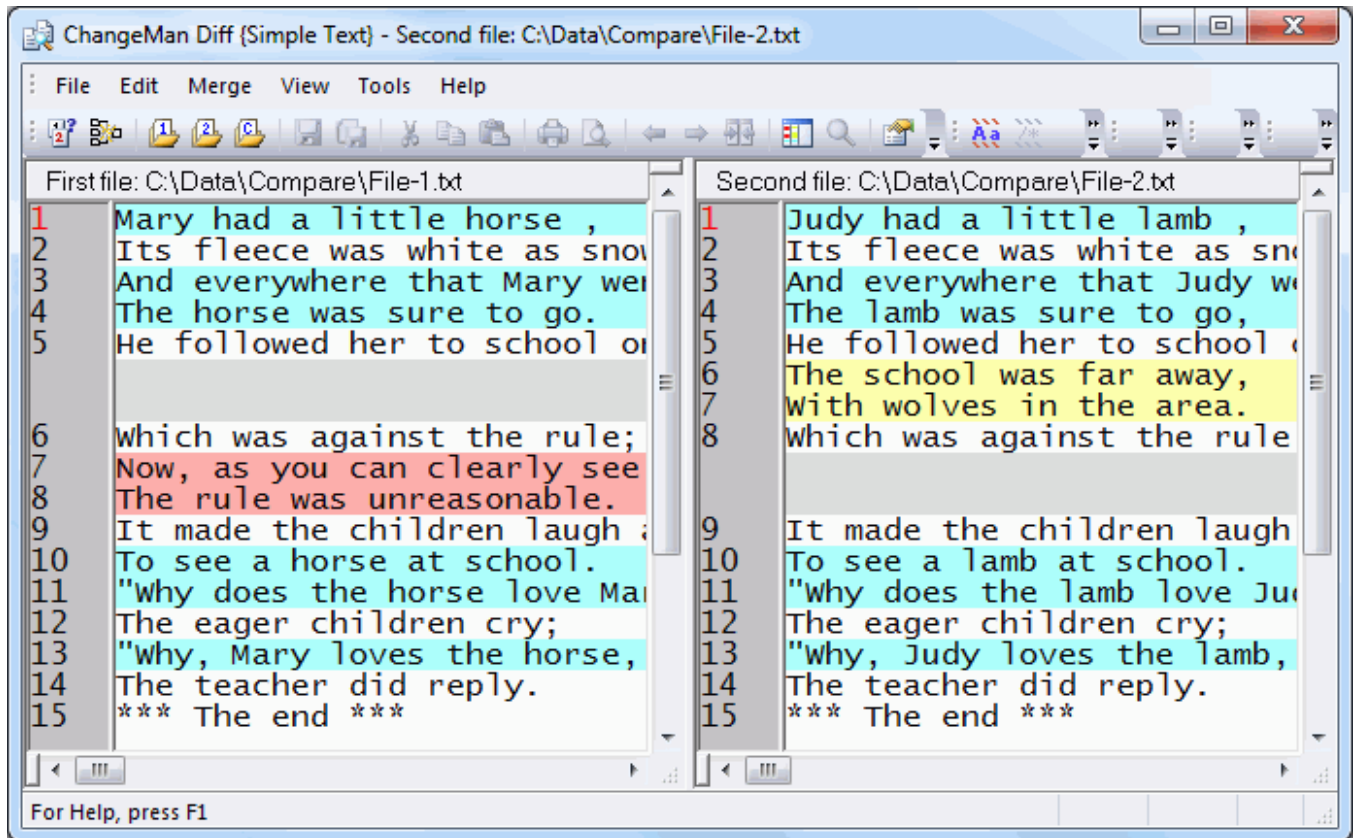 ChangeMan Diff {Simple Text} - Second file: C:\Data\Compare\File-2.txt
File Edit Merge View Tools Help
First file: C:\Data\Compare\File-1.txt
1 Mary had a little horse ,
2 Its fleece was white as snow
3 And everywhere that Mary wer
4 The horse was sure to go.
5 He followed her to school on
6 Which was against the rule;
7 Now, as you can clearly see
8 The rule was unreasonable.
9 It made the children laugh a
10 To see a horse at school.
11 "Why does the horse love Mar
12 The eager children cry;
13 "Why, Mary loves the horse,
14 The teacher did reply.
15 *** The end ***
Second file: C:\Data\Compare\File-2.txt
1 Judy had a little lamb ,
2 Its fleece was white as sno
3 And everywhere that Judy we
4 The lamb was sure to go,
5 He followed her to school
6 The school was far away,
7 With wolves in the area.
8 Which was against the rule
9 It made the children laugh
10 To see a lamb at school.
11 "Why does the lamb love Jud
12 The eager children cry;
13 "Why, Judy loves the lamb,
14 The teacher did reply.
15 *** The end ***
For Help, press F1